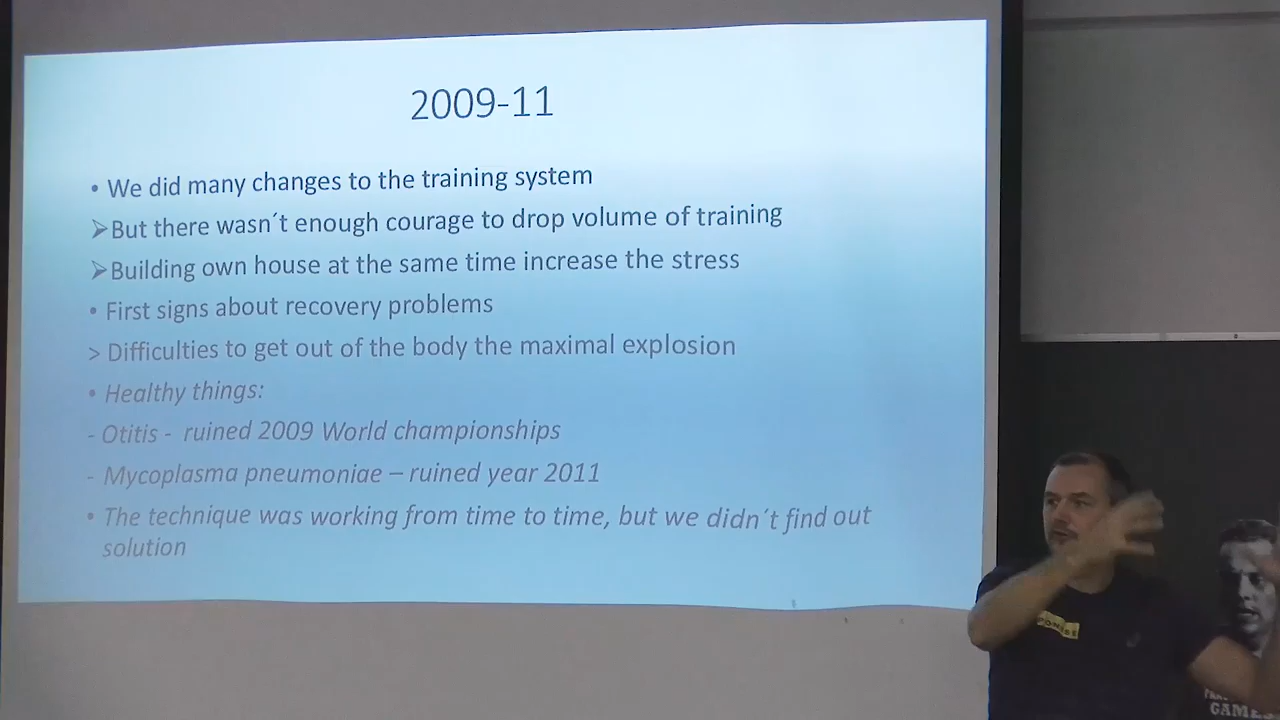 2009-11
• We did many changes to the training system
➢But there wasn´t enough courage to drop volume of training
➢Building own house at the same time increase the stress
• First signs about recovery problems
> Difficulties to get out of the body the maximal explosion
• Healthy things:
- Otitis - ruined 2009 World championships
- Mycoplasma pneumoniae – ruined year 2011
• The technique was working from time to time, but we didn´t find out
solution